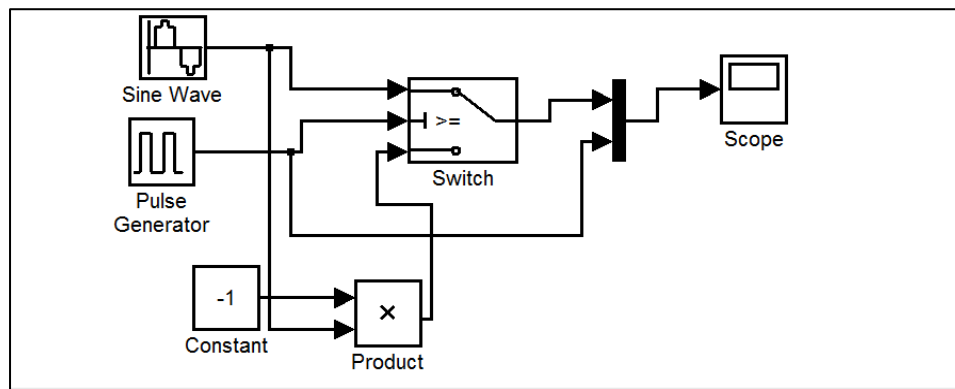 Sine Wave
>=
Switch
Scope
Pulse
Generator
-1
Constant
×
Product